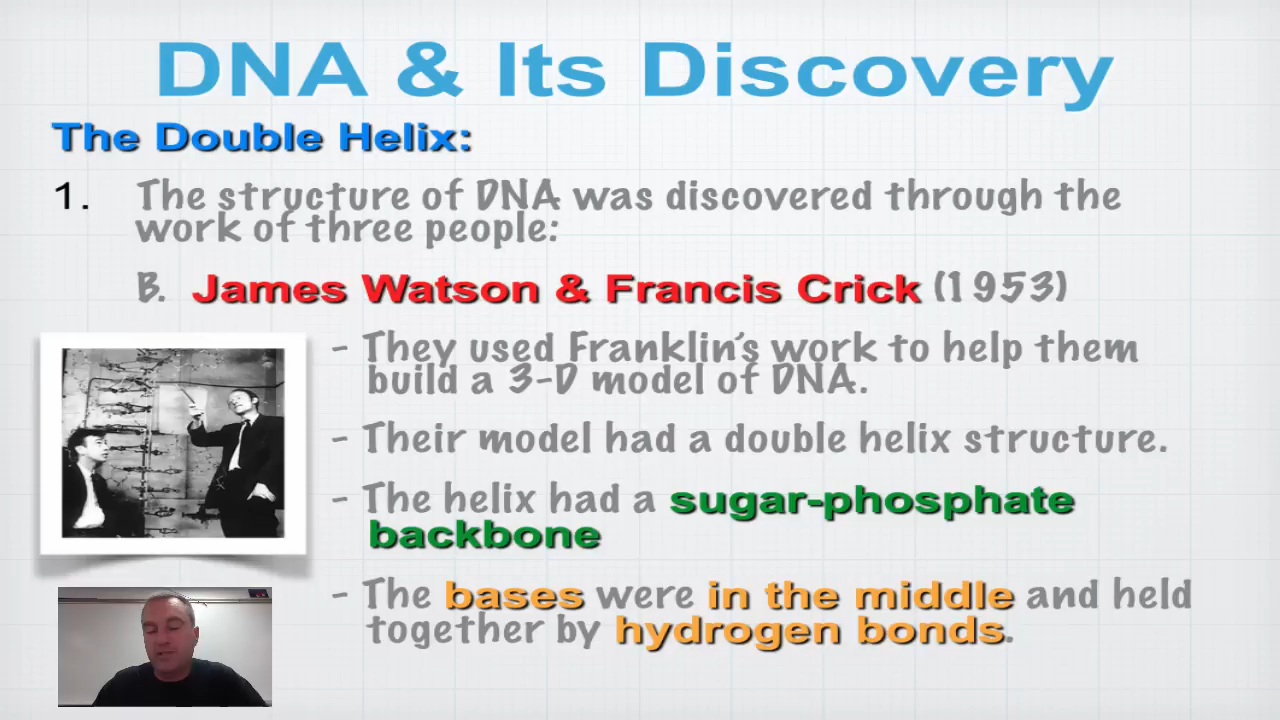 DNA & Its Discovery
The Double Helix:
1. The structure of DNA was discovered through the
work of three people:
B. James Watson & Francis Crick (1953)
- They used Franklin's work to help them
build a 3-D model of DNA.
- Their model had a double helix structure.
- The helix had a sugar-phosphate
backbone
- The bases were in the middle and held
together by hydrogen bonds.